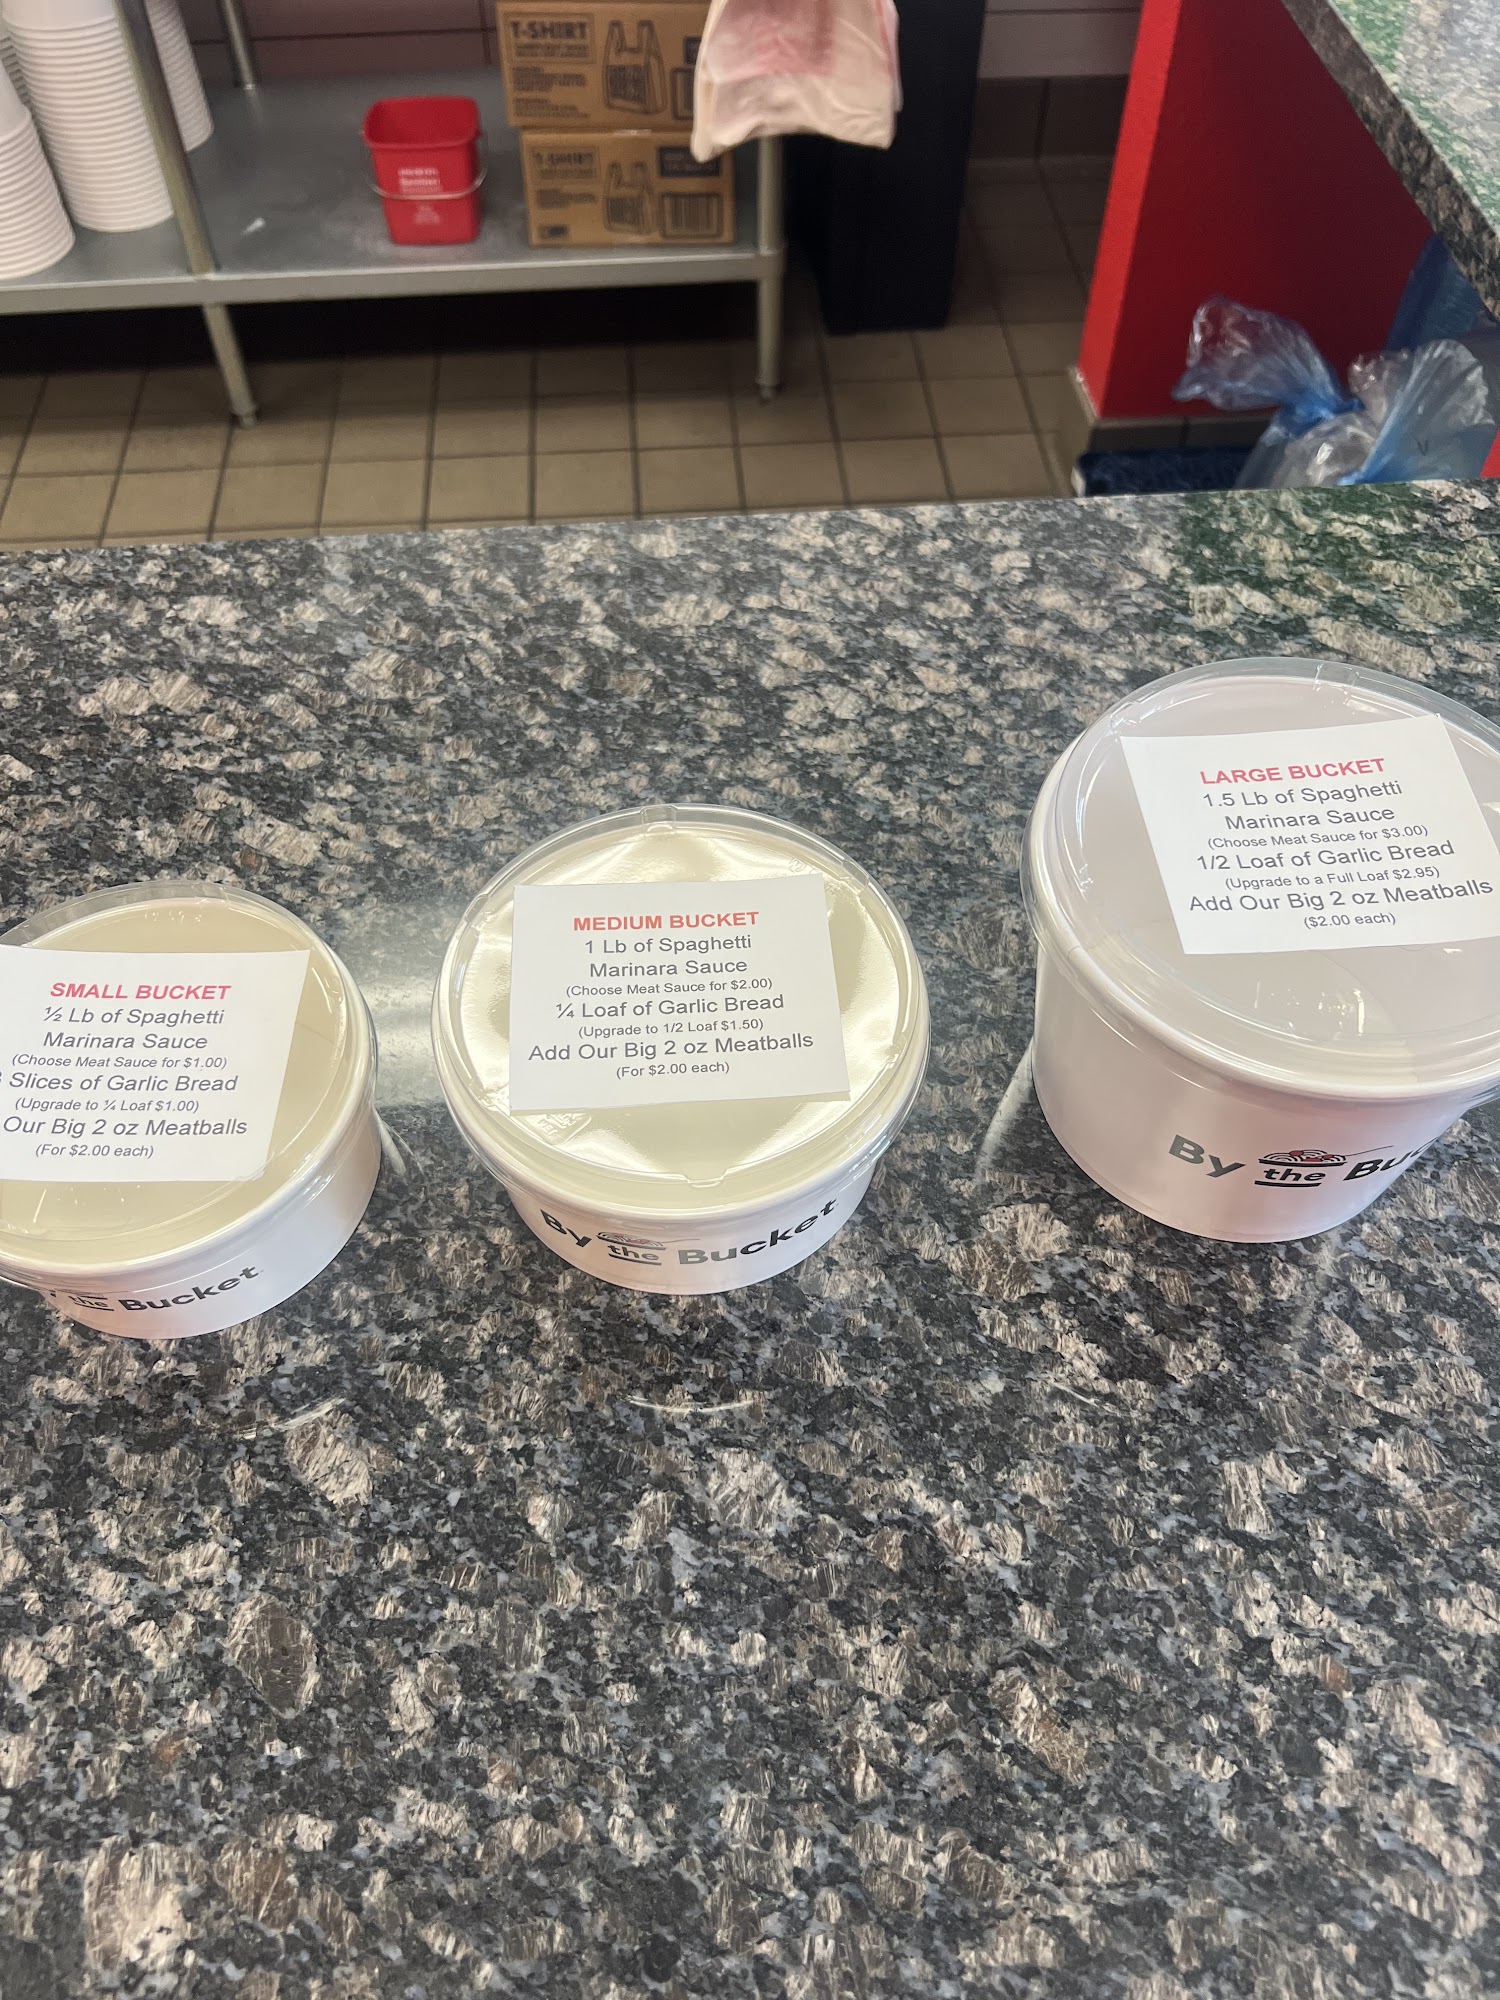 T-SHIRT
T-SHIRT
SMALL BUCKET
½ Lb of Spaghetti
Marinara Sauce
(Choose Meat Sauce for $1.00)
Slices of Garlic Bread
(Upgrade to ¼ Loaf $1.00)
Our Big 2 oz Meatballs
(For $2.00 each)
the Bucket
MEDIUM BUCKET
1 Lb of Spaghetti
Marinara Sauce
(Choose Meat Sauce for $2.00)
¼ Loaf of Garlic Bread
(Upgrade to 1/2 Loaf $1.50)
Add Our Big 2 oz Meatballs
(For $2.00 each)
By the Bucket
LARGE BUCKET
1.5 Lb of Spaghetti
Marinara Sauce
(Choose Meat Sauce for $3.00)
1/2 Loaf of Garlic Bread
(Upgrade to a Full Loaf $2.95)
Add Our Big 2 oz Meatballs
($2.00 each)
By the Buc